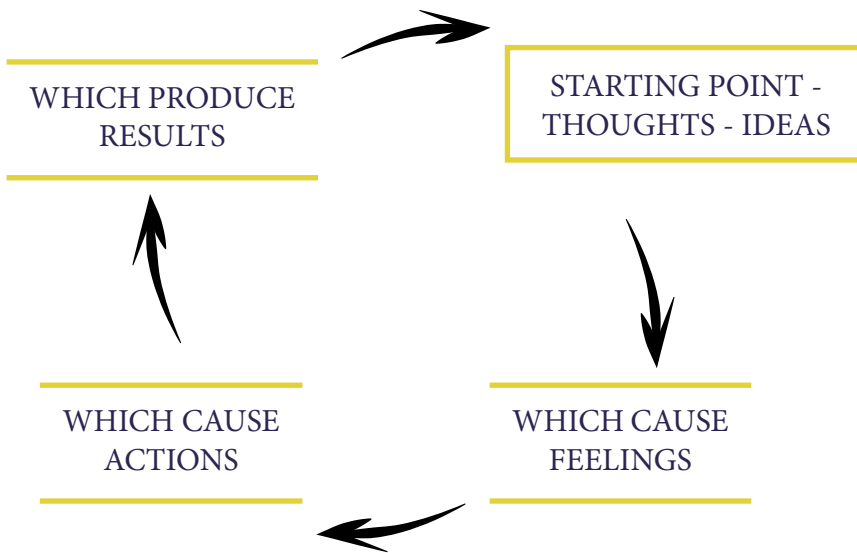 STARTING POINT -
THOUGHTS - IDEAS
WHICH CAUSE
FEELINGS
WHICH CAUSE
ACTIONS
WHICH PRODUCE
RESULTS